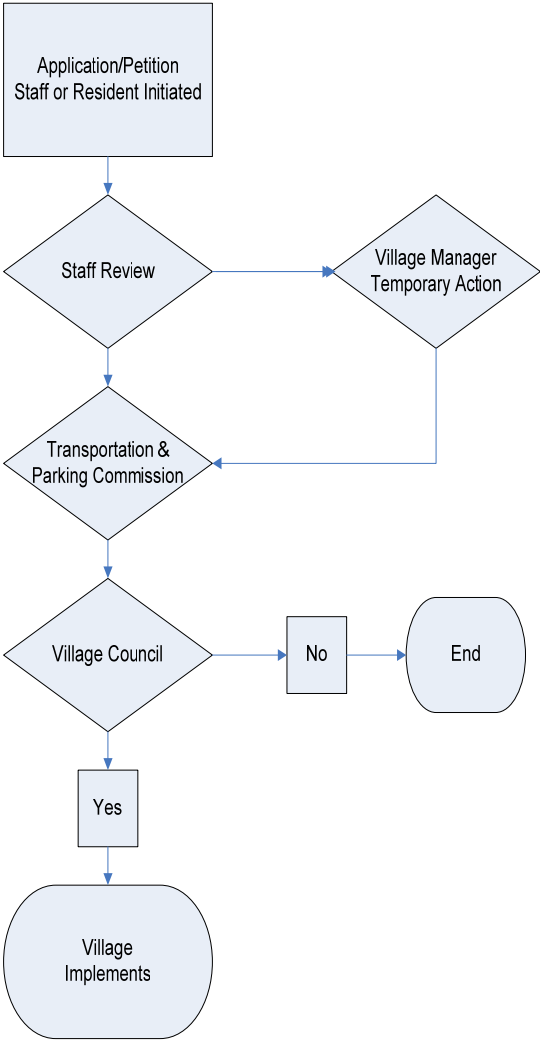 Application/Petition
Staff or Resident Initiated
Staff Review
Village Manager
Temporary Action
Transportation &
Parking Commission
Village Council
No
End
Yes
Village
Implements